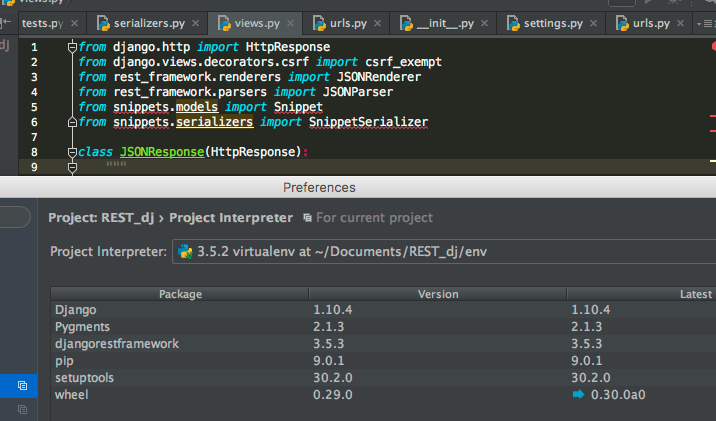 views.py
tests.py serializers.py views.py urls.py __init__.py settings.py urls.py
dj
1 from django.http import HttpResponse
2 from django.views.decorators.csrf import csrf_exempt
3 from rest_framework.renderers import JSONRenderer
4 from rest_framework.parsers import JSONParser
5 from snippets.models import Snippet
6 from snippets.serializers import SnippetSerializer
7
8 class JSONResponse(HttpResponse):
9 """"
Preferences
Project: REST_dj › Project Interpreter For current project
Project Interpreter: 3.5.2 virtualenv at ~/Documents/REST_dj/env
Package Version Latest
Django 1.10.4 1.10.4
Pygments 2.1.3 2.1.3
djangorestframework 3.5.3 3.5.3
pip 9.0.1 9.0.1
setuptools 30.2.0 30.2.0
wheel 0.29.0 0.30.0a0